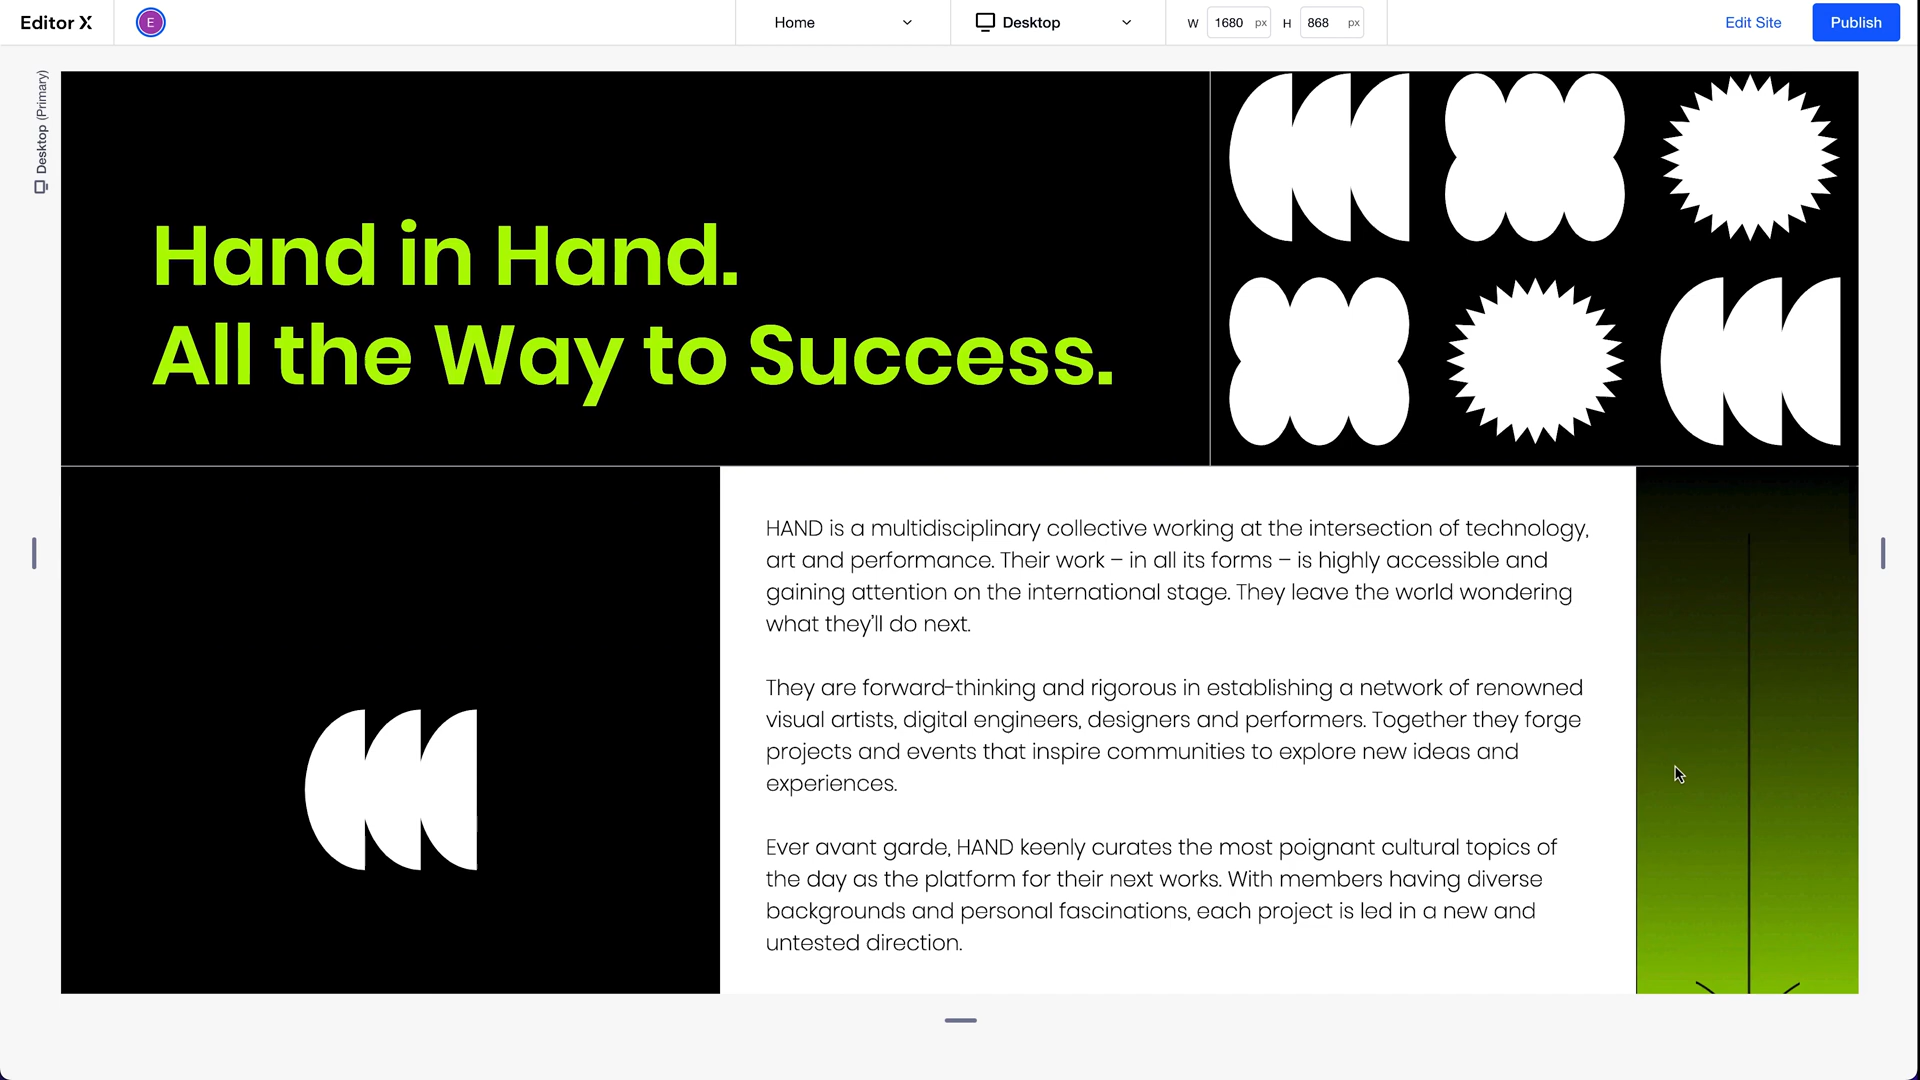 Editor X
E
Home
Desktop
W 1680 px H 868 px
Edit Site
Publish
Desktop (Primary)
Hand in Hand.
All the Way to Success.
HAND is a multidisciplinary collective working at the intersection of technology,
art and performance. Their work – in all its forms – is highly accessible and
gaining attention on the international stage. They leave the world wondering
what they'll do next.
They are forward-thinking and rigorous in establishing a network of renowned
visual artists, digital engineers, designers and performers. Together they forge
projects and events that inspire communities to explore new ideas and
experiences.
Ever avant garde, HAND keenly curates the most poignant cultural topics of
the day as the platform for their next works. With members having diverse
backgrounds and personal fascinations, each project is led in a new and
untested direction.